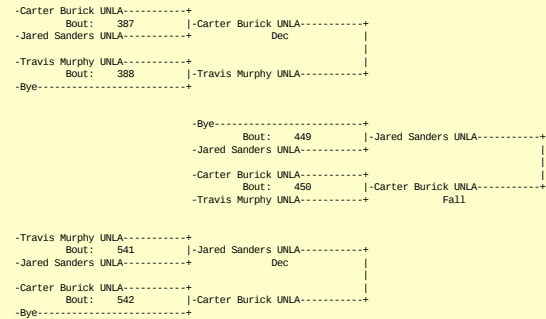 -Carter Burick UNLA-----------+
Bout: 387 |-Carter Burick UNLA-----------+
-Jared Sanders UNLA-----------+ Dec |
|
-Travis Murphy UNLA-----------+ |
Bout: 388 |-Travis Murphy UNLA-----------+
-Bye--------------------------+
-Bye--------------------------+
Bout: 449 |-Jared Sanders UNLA-----------+
-Jared Sanders UNLA-----------+ |
|
-Carter Burick UNLA-----------+ |
Bout: 450 |-Carter Burick UNLA-----------+
-Travis Murphy UNLA-----------+ Fall
-Travis Murphy UNLA-----------+
Bout: 541 |-Jared Sanders UNLA-----------+
-Jared Sanders UNLA-----------+ Dec |
|
-Carter Burick UNLA-----------+ |
Bout: 542 |-Carter Burick UNLA-----------+
-Bye--------------------------+